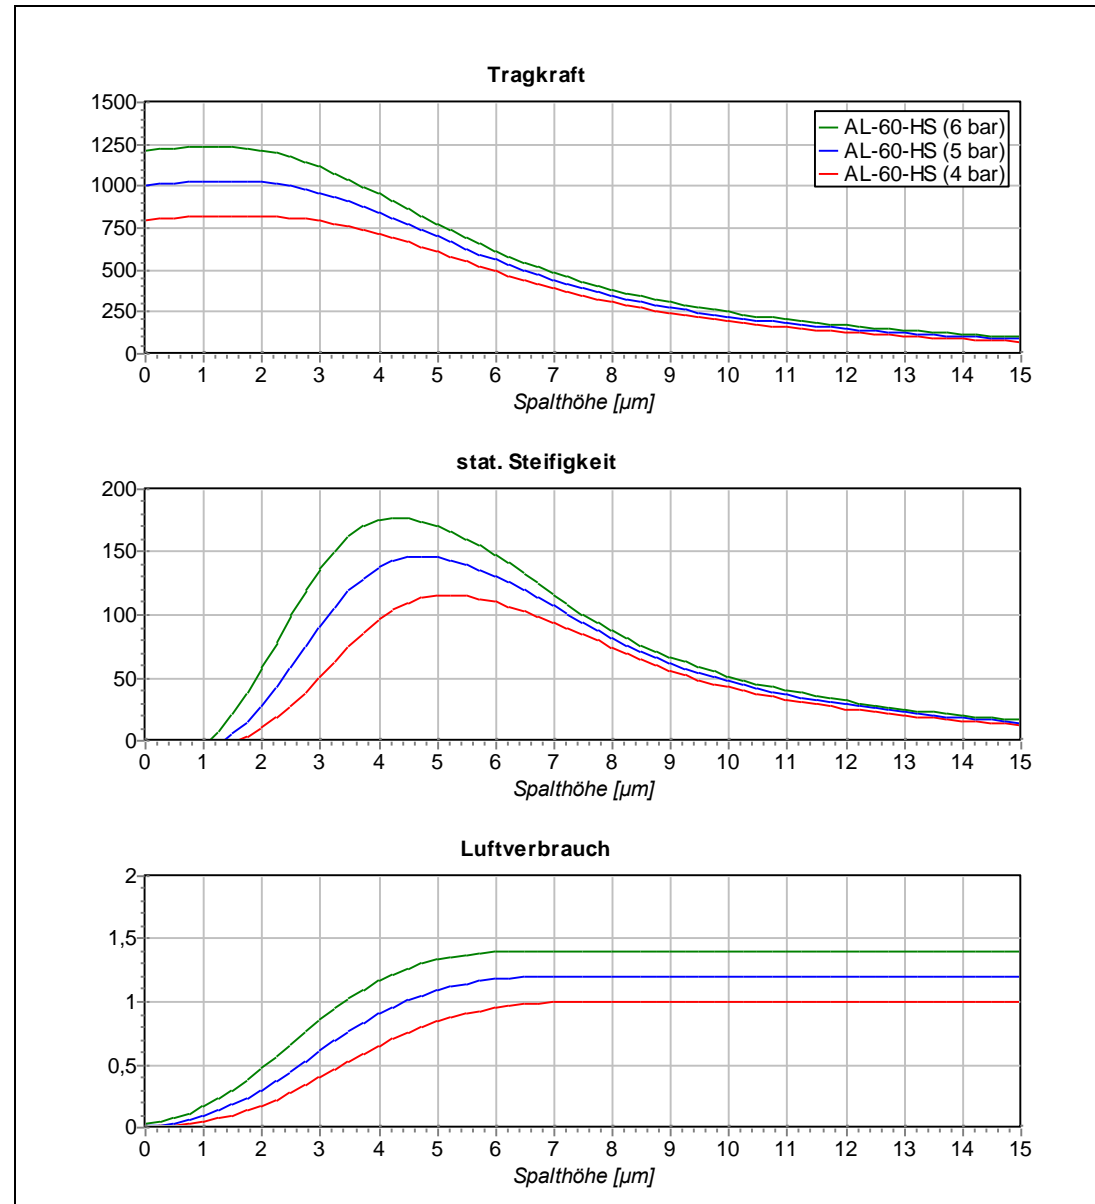 Tragkraft
1500
1250
1000
750
500
250
0
AL-60-HS (6 bar)
AL-60-HS (5 bar)
AL-60-HS (4 bar)
0 1 2 3 4 5 6 7 8 9 10 11 12 13 14 15
Spalthöhe [µm]
stat. Steifigkeit
200
150
100
50
0
0 1 2 3 4 5 6 7 8 9 10 11 12 13 14 15
Spalthöhe [µm]
Luftverbrauch
2
1,5
1
0,5
0
0 1 2 3 4 5 6 7 8 9 10 11 12 13 14 15
Spalthöhe [µm]